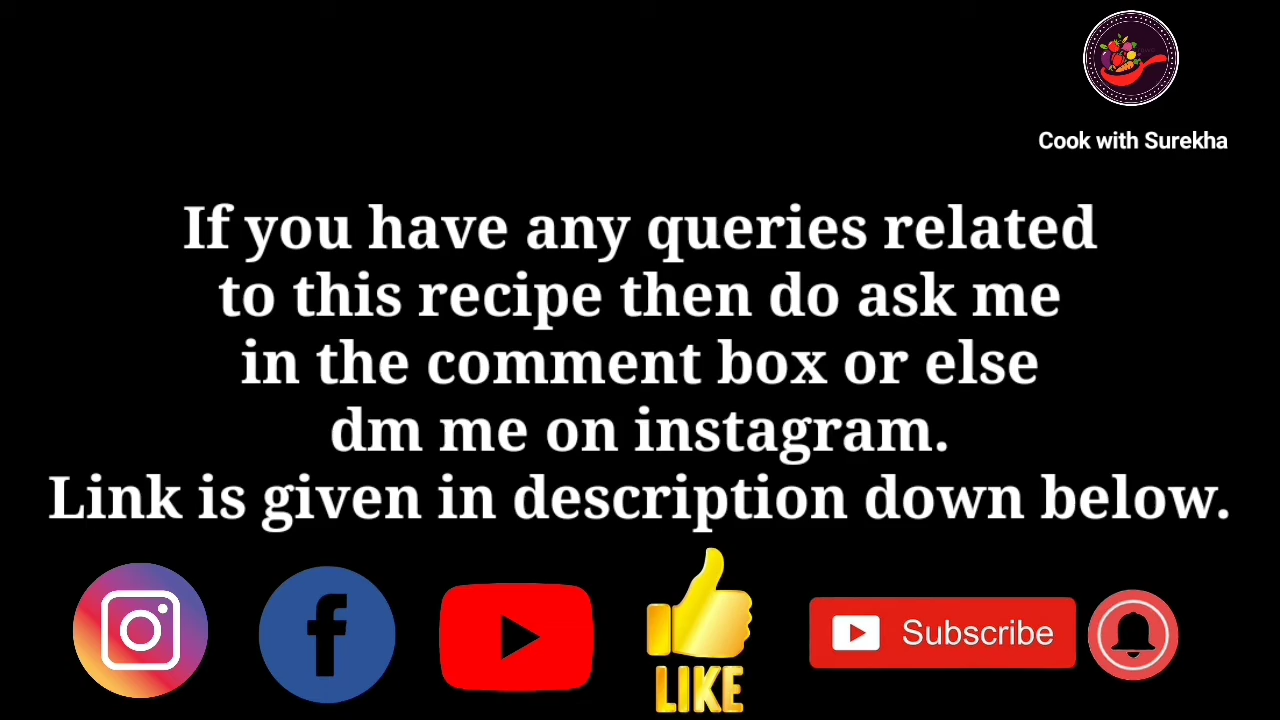 Cook with Surekha
If you have any queries related
to this recipe then do ask me
in the comment box or else
dm me on instagram.
Link is given in description down below.
LIKE
Subscribe